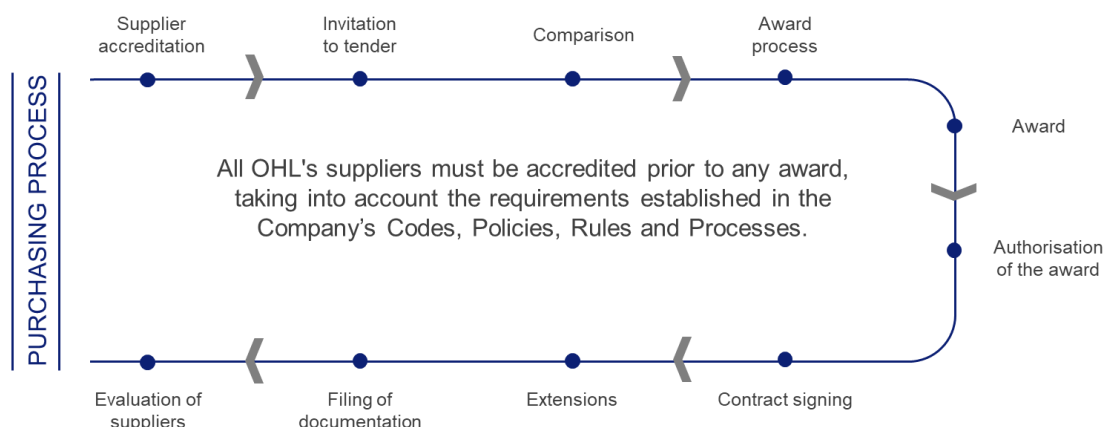 PURCHASING PROCESS
Supplier
accreditation
Invitation
to tender
Comparison
Award
process
Award
Authorisation
of the award
All OHL's suppliers must be accredited prior to any award,
taking into account the requirements established in the
Company’s Codes, Policies, Rules and Processes.
Contract signing
Extensions
Filing of
documentation
Evaluation of
suppliers